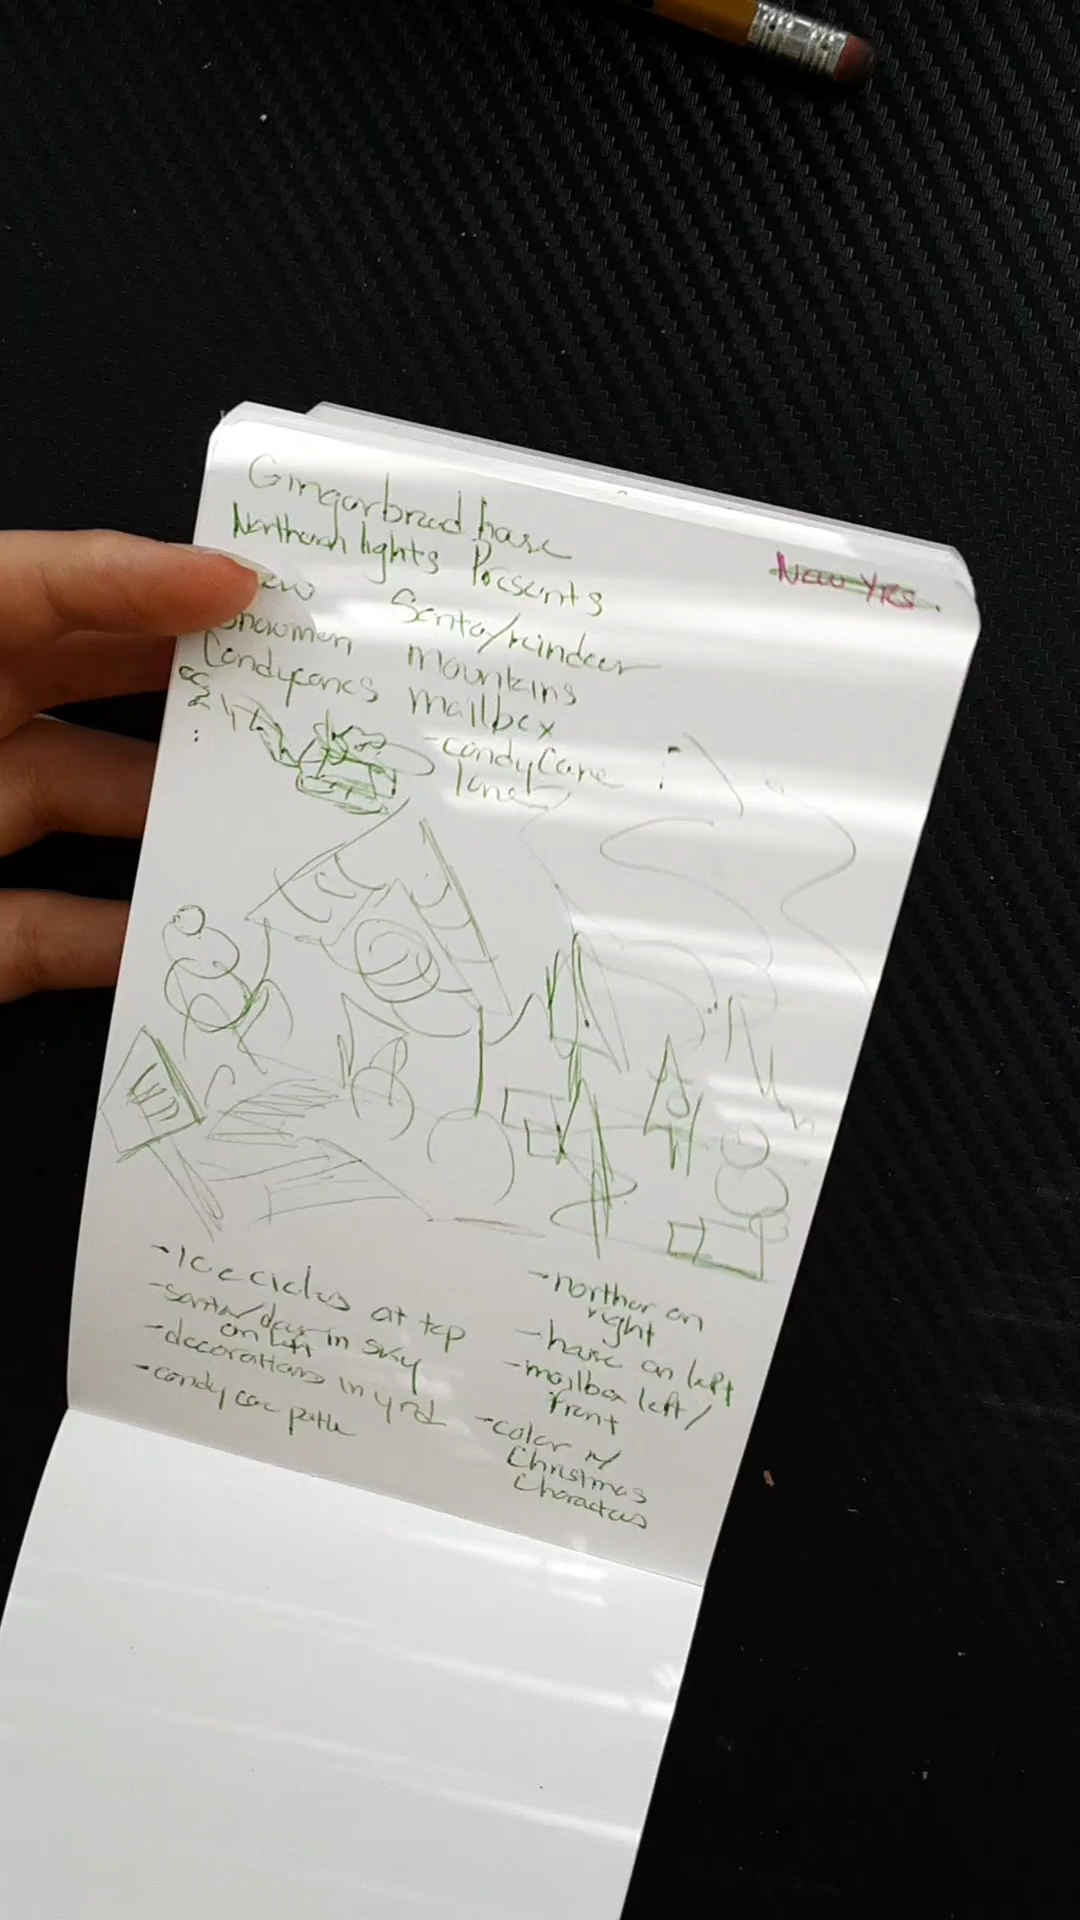 Gingerbread house
Northern lights Presents
NEW YRS.
Santa/reindeer
Snowmen mountains
Candycanes mailbox
- candycane
lane
- Icecicles at top
- santa/deer in sky
on left
- decorations in yrd
- candy cane path
- norther on
right
- house on left
- mailbox left/
front
- color w/
Christmas
Characters